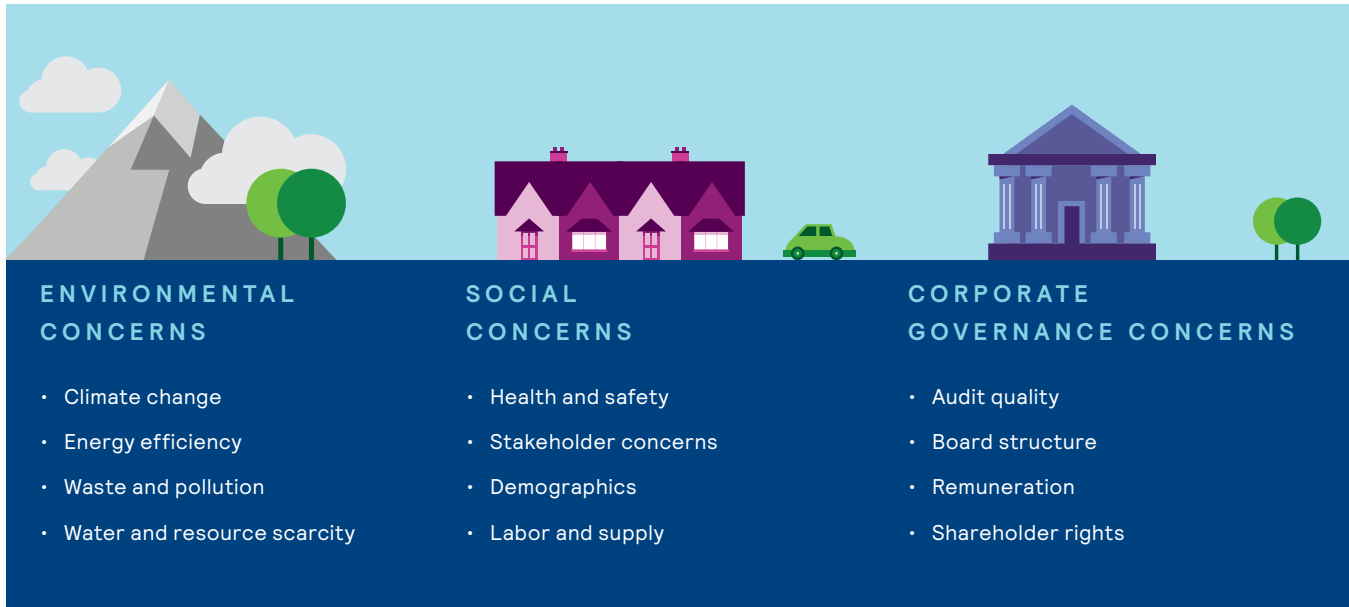 ENVIRONMENTAL
CONCERNS
• Climate change
• Energy efficiency
• Waste and pollution
• Water and resource scarcity
SOCIAL
CONCERNS
• Health and safety
• Stakeholder concerns
• Demographics
• Labor and supply
CORPORATE
GOVERNANCE CONCERNS
• Audit quality
• Board structure
• Remuneration
• Shareholder rights